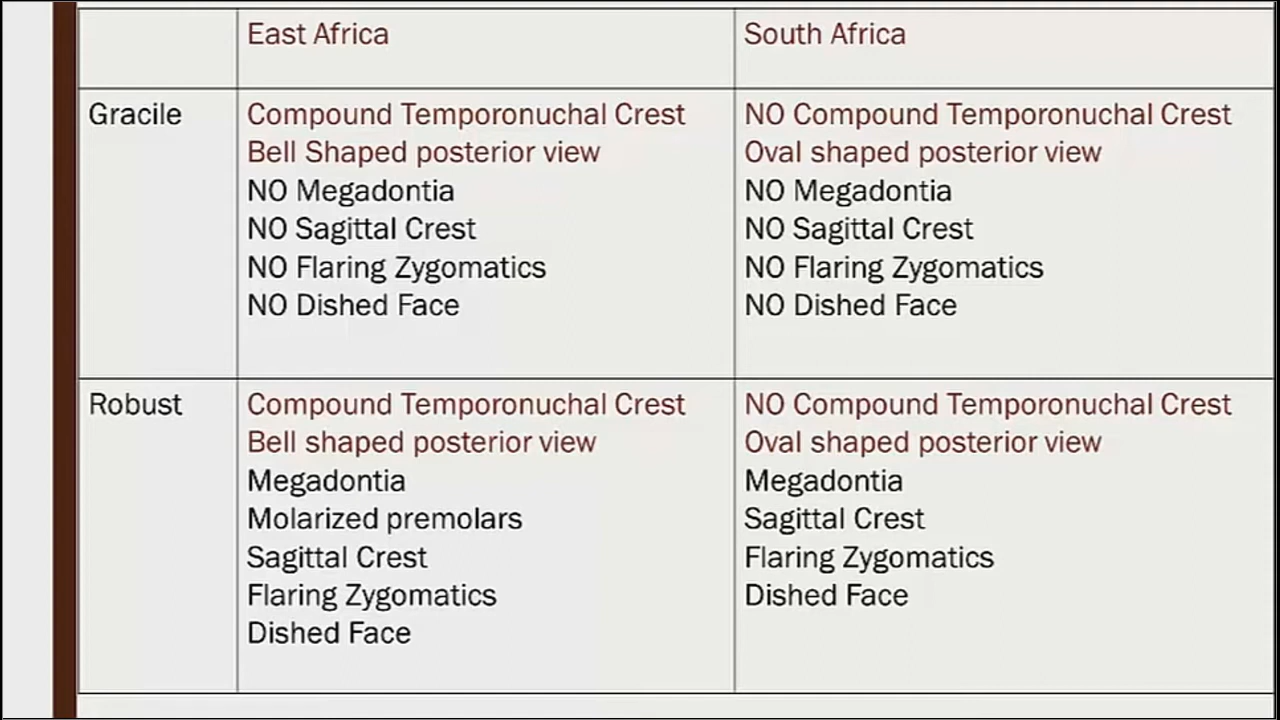 East Africa
South Africa
Gracile
Compound Temporonuchal Crest
Bell Shaped posterior view
NO Megadontia
NO Sagittal Crest
NO Flaring Zygomatics
NO Dished Face
NO Compound Temporonuchal Crest
Oval shaped posterior view
NO Megadontia
NO Sagittal Crest
NO Flaring Zygomatics
NO Dished Face
Robust
Compound Temporonuchal Crest
Bell shaped posterior view
Megadontia
Molarized premolars
Sagittal Crest
Flaring Zygomatics
Dished Face
NO Compound Temporonuchal Crest
Oval shaped posterior view
Megadontia
Sagittal Crest
Flaring Zygomatics
Dished Face